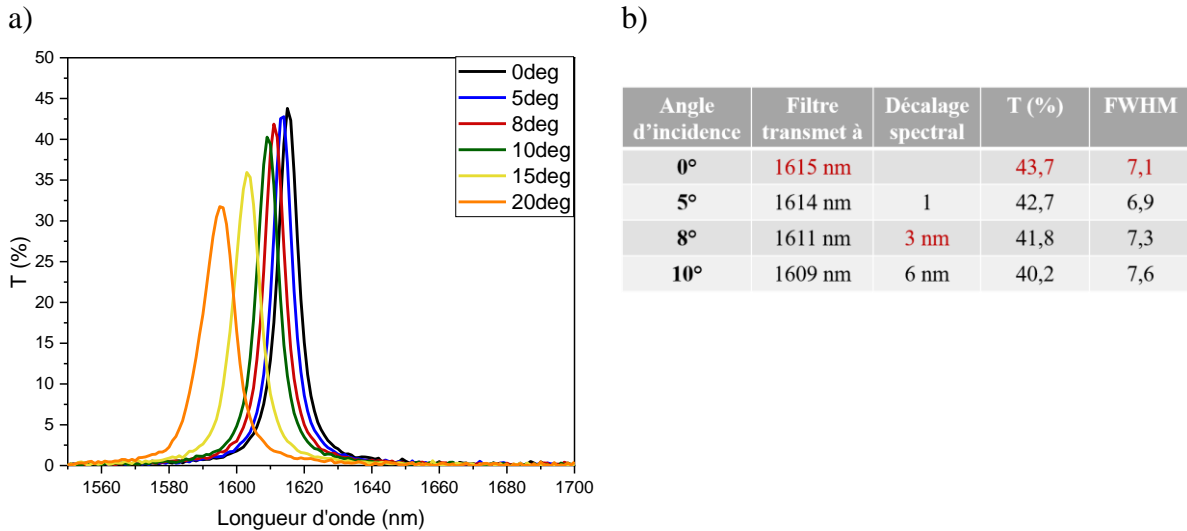 a)
b)
50
45
40
35
30
25
20
15
10
5
0
T (%)
1560 1580 1600 1620 1640 1660 1680 1700
Longueur d'onde (nm)
0deg
5deg
8deg
10deg
15deg
20deg
Angle d’incidence Filtre transmet à Décalage spectral T (%) FWHM
0° 1615 nm 43,7 7,1
5° 1614 nm 1 42,7 6,9
8° 1611 nm 3 nm 41,8 7,3
10° 1609 nm 6 nm 40,2 7,6